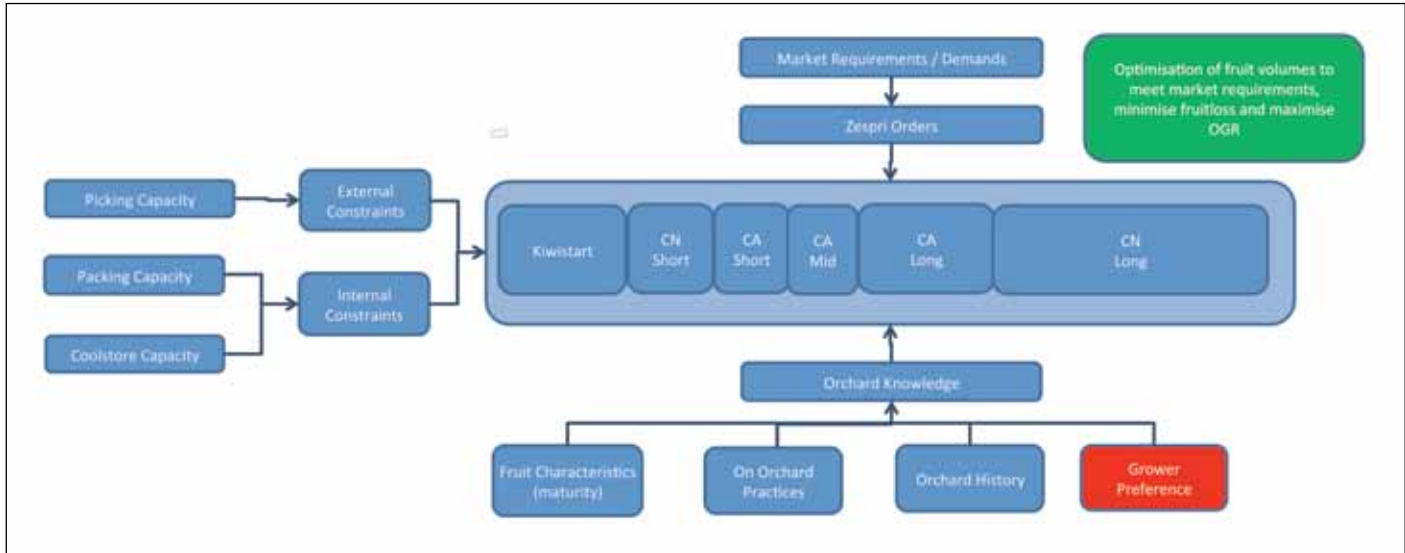 Market Requirements / Demands
Optimisation of fruit volumes to
meet market requirements,
minimise fruitloss and maximise
OGR
Zespri Orders
Picking Capacity
External
Constraints
Packing Capacity
Internal
Constraints
Coolstore Capacity
Kiwistart
CN
Short
CA
Short
CA
Mid
CA
Long
CN
Long
Orchard Knowledge
Fruit Characteristics
(maturity)
On Orchard
Practices
Orchard History
Grower
Preference